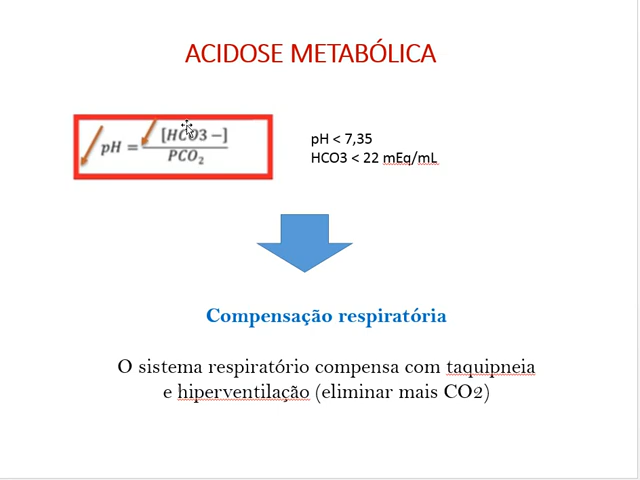 ACIDOSE METABÓLICA
pH = [HCO3−] / PCO₂
pH < 7,35
HCO3 < 22 mEq/mL
Compensação respiratória
O sistema respiratório compensa com taquipneia
e hiperventilação (eliminar mais CO2)